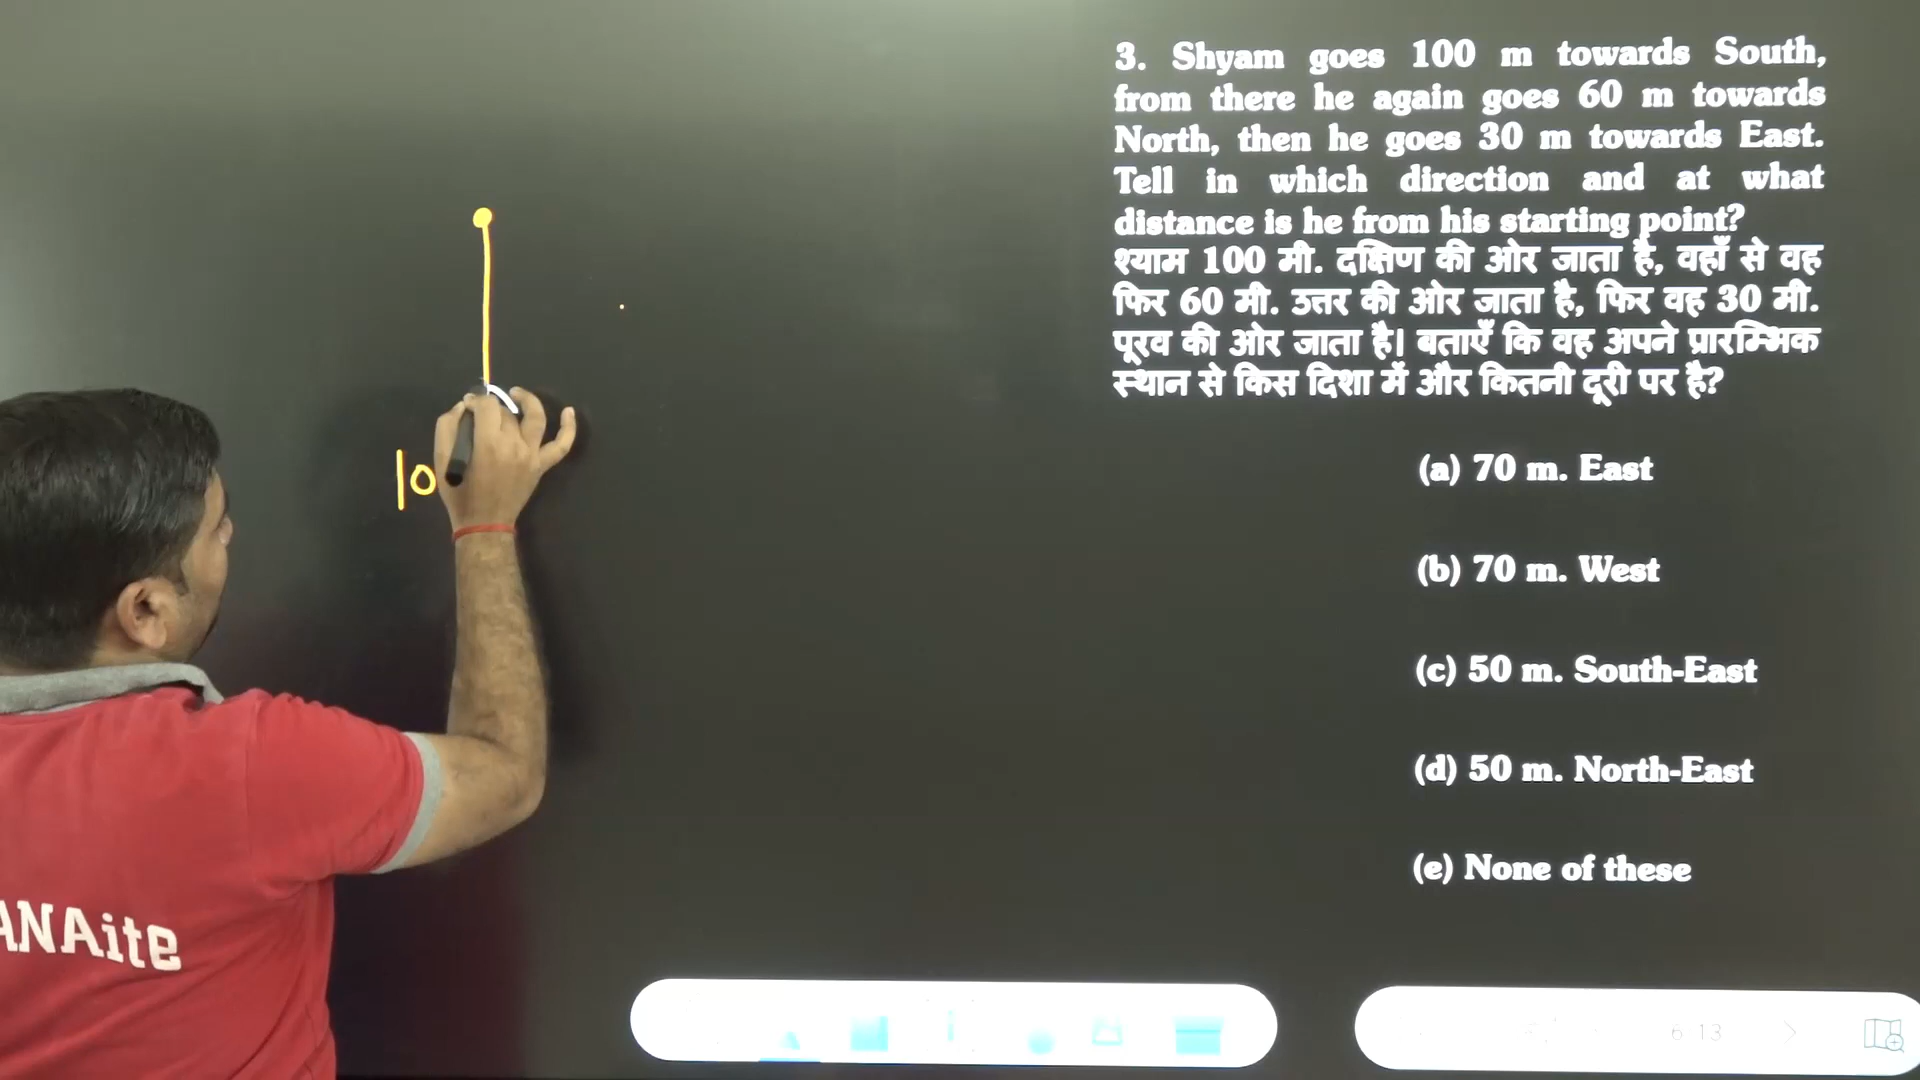 3. Shyam goes 100 m towards South,
from there he again goes 60 m towards
North, then he goes 30 m towards East.
Tell in which direction and at what
distance is he from his starting point?
श्याम 100 मी. दक्षिण की ओर जाता है, वहाँ से वह
फिर 60 मी. उत्तर की ओर जाता है, फिर वह 30 मी.
पूरव की ओर जाता है। बताएँ कि वह अपने प्रारम्भिक
स्थान से किस दिशा में और कितनी दूरी पर है?
(a) 70 m. East
(b) 70 m. West
(c) 50 m. South-East
(d) 50 m. North-East
(e) None of these
10
ANAite
6 13